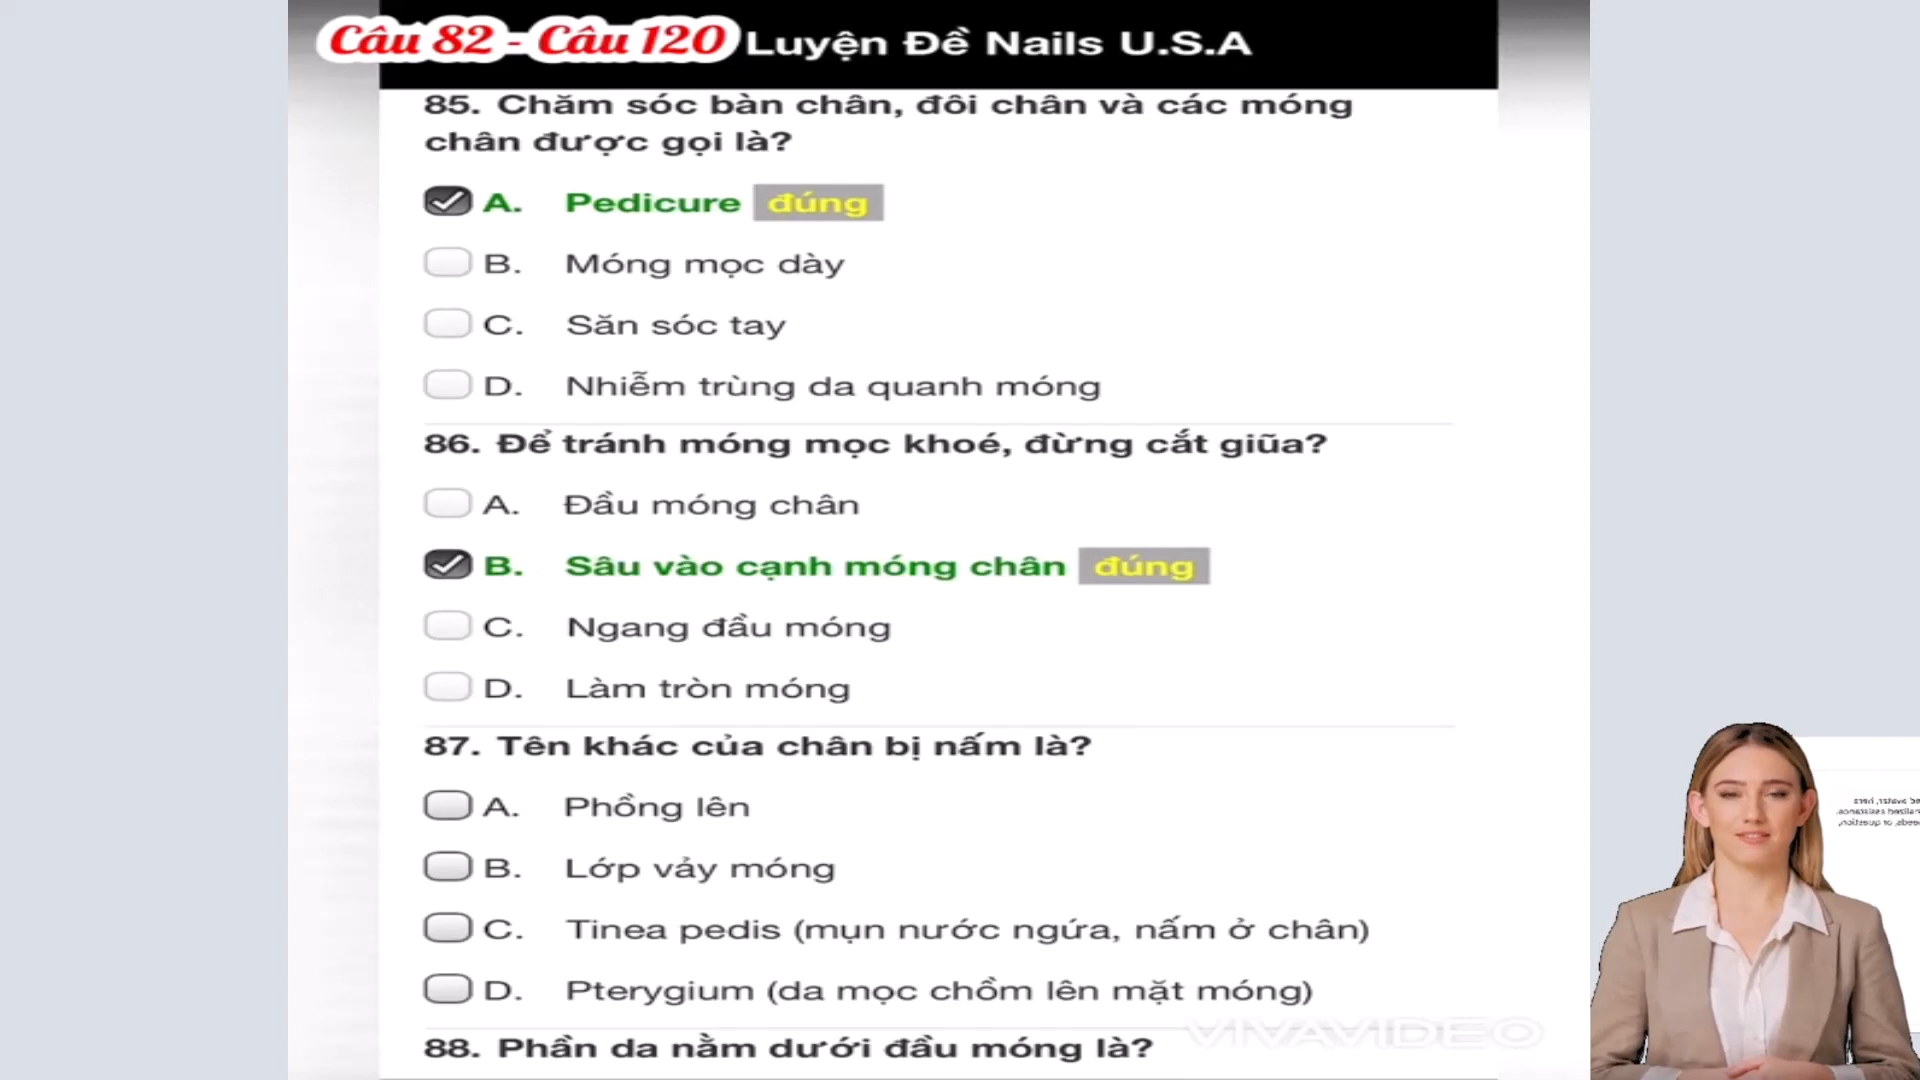 Câu 82 - Câu 120 Luyện Đề Nails U.S.A
85. Chăm sóc bàn chân, đôi chân và các móng
chân được gọi là?
A. Pedicure đúng
B. Móng mọc dày
C. Săn sóc tay
D. Nhiễm trùng da quanh móng
86. Để tránh móng mọc khoé, đừng cắt giũa?
A. Đầu móng chân
B. Sâu vào cạnh móng chân đúng
C. Ngang đầu móng
D. Làm tròn móng
87. Tên khác của chân bị nấm là?
A. Phồng lên
B. Lớp vảy móng
C. Tinea pedis (mụn nước ngứa, nấm ở chân)
D. Pterygium (da mọc chồm lên mặt móng)
VIVAVIDEO
88. Phần da nằm dưới đầu móng là?